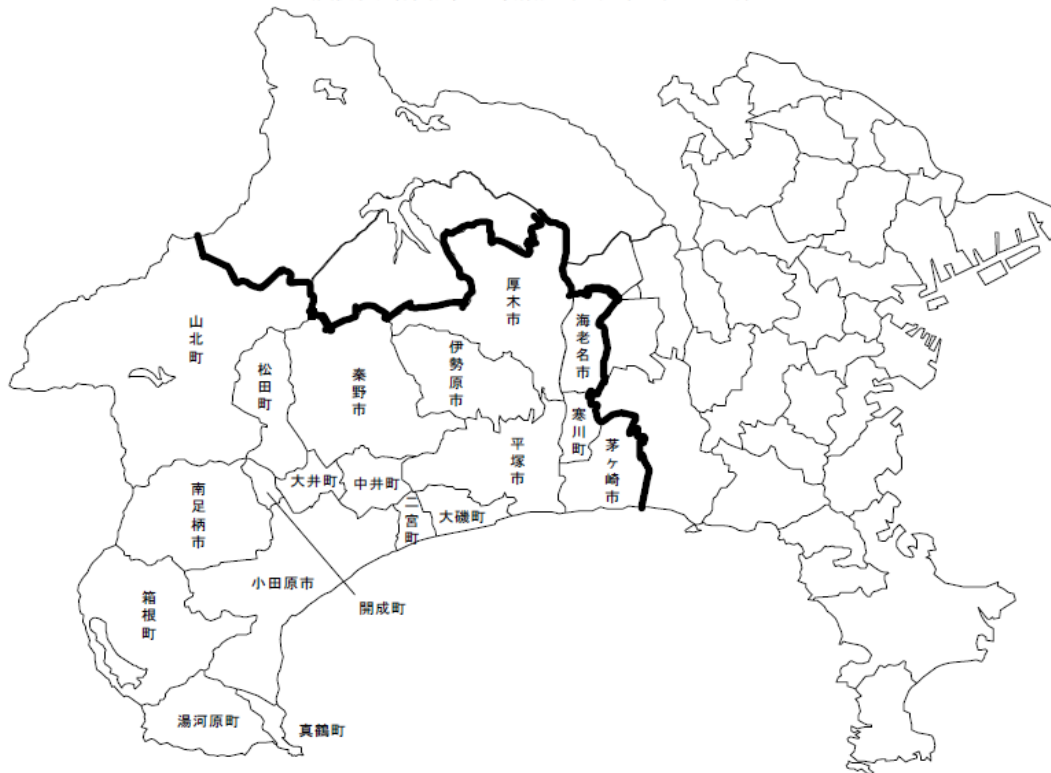 厚木市
山北町
海老名市
伊勢原市
松田町
秦野市
寒川町
茅ヶ崎市
平塚市
大井町
中井町
南足柄市
二宮町
大磯町
小田原市
箱根町
開成町
湯河原町
真鶴町